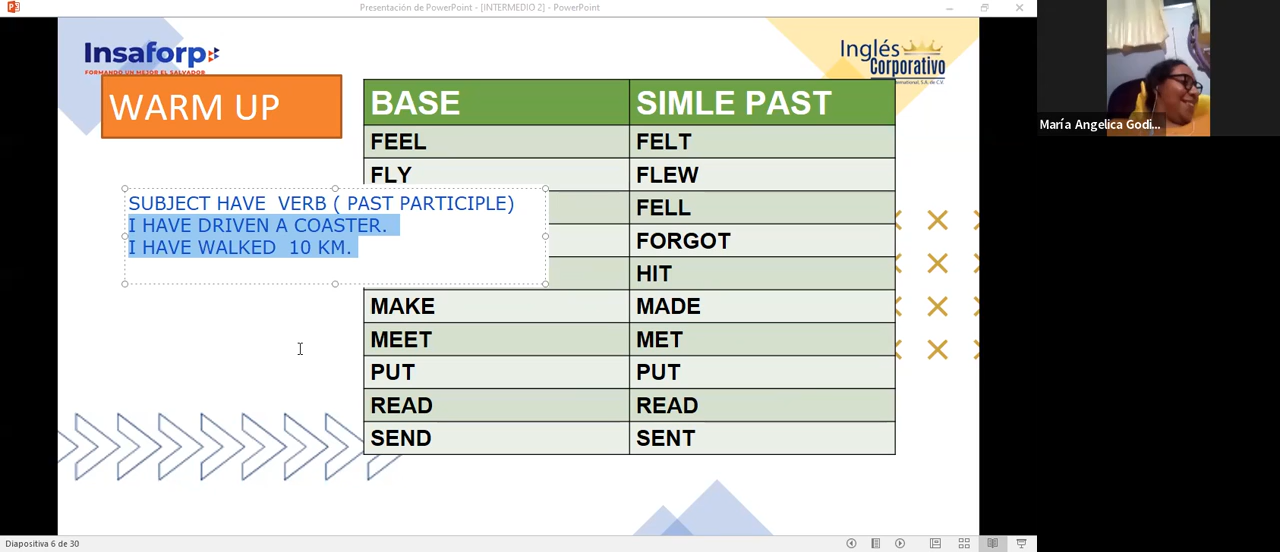 Presentación de PowerPoint - [INTERMEDIO 2] - PowerPoint
Insaforp
FORMANDO UN MEJOR EL SALVADOR
Inglés
Corporativo
International, S.A. de C.V.
WARM UP
BASE SIMLE PAST
FEEL FELT
FLY FLEW
SUBJECT HAVE VERB ( PAST PARTICIPLE)
I HAVE DRIVEN A COASTER.
I HAVE WALKED 10 KM.
FELL
FORGOT
HIT
MAKE MADE
MEET MET
PUT PUT
READ READ
SEND SENT
María Angelica Godi...
Diapositiva 6 de 30